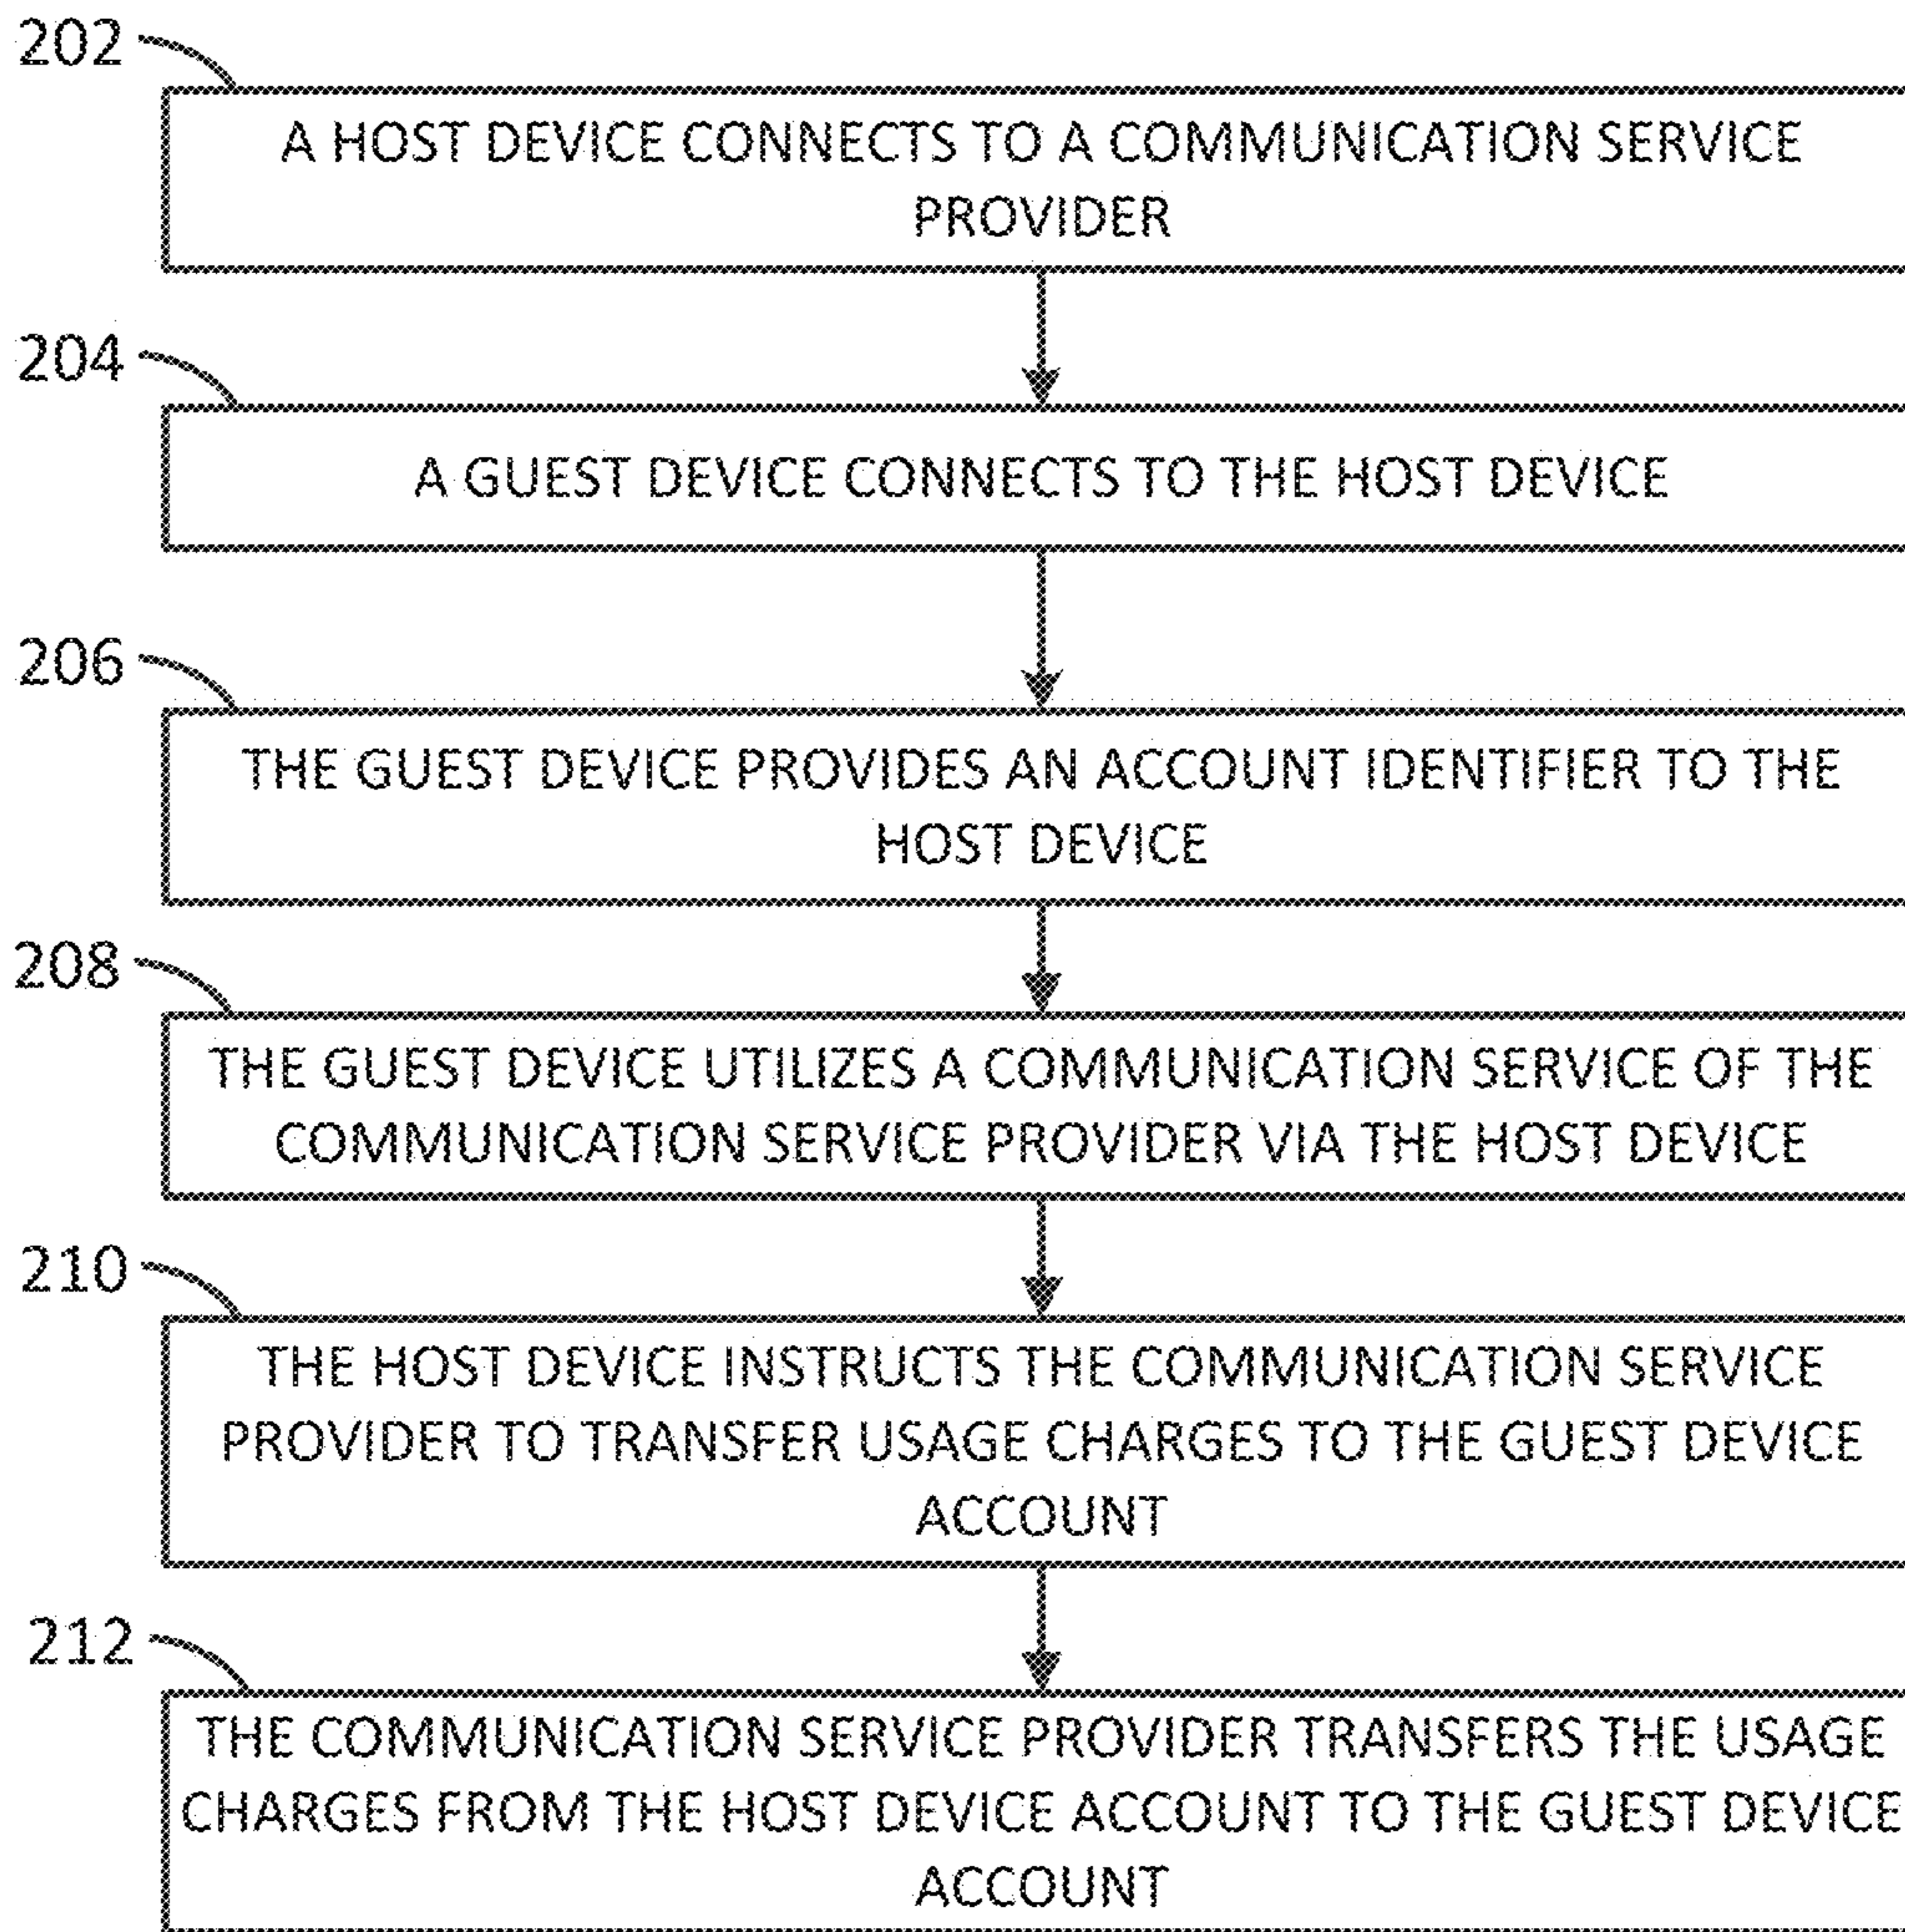 202
A HOST DEVICE CONNECTS TO A COMMUNICATION SERVICE
PROVIDER
204
A GUEST DEVICE CONNECTS TO THE HOST DEVICE
206
THE GUEST DEVICE PROVIDES AN ACCOUNT IDENTIFIER TO THE
HOST DEVICE
208
THE GUEST DEVICE UTILIZES A COMMUNICATION SERVICE OF THE
COMMUNICATION SERVICE PROVIDER VIA THE HOST DEVICE
210
THE HOST DEVICE INSTRUCTS THE COMMUNICATION SERVICE
PROVIDER TO TRANSFER USAGE CHARGES TO THE GUEST DEVICE
ACCOUNT
212
THE COMMUNICATION SERVICE PROVIDER TRANSFERS THE USAGE
CHARGES FROM THE HOST DEVICE ACCOUNT TO THE GUEST DEVICE
ACCOUNT